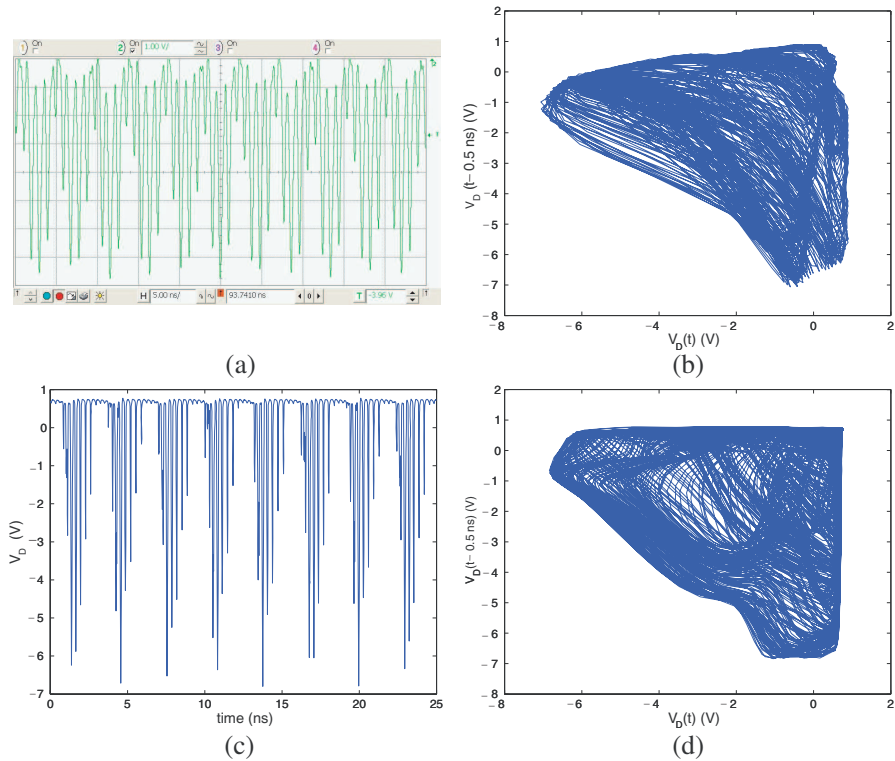 1 On 2 On 1.00 V/ 3 On 4 On
H 5.00 ns/ 93.7410 ns 0 T -3.96 V
(a)
V_D (t− 0.5 ns) (V)
1
0
−1
−2
−3
−4
−5
−6
−7
−8
−8 −6 −4 −2 0 2
V_D(t) (V)
(b)
V_D (V)
1
0
−1
−2
−3
−4
−5
−6
−7
0 5 10 15 20 25
time (ns)
(c)
V_D(t− 0.5 ns) (V)
2
1
0
−1
−2
−3
−4
−5
−6
−7
−8
−8 −6 −4 −2 0 2
V_D(t) (V)
(d)